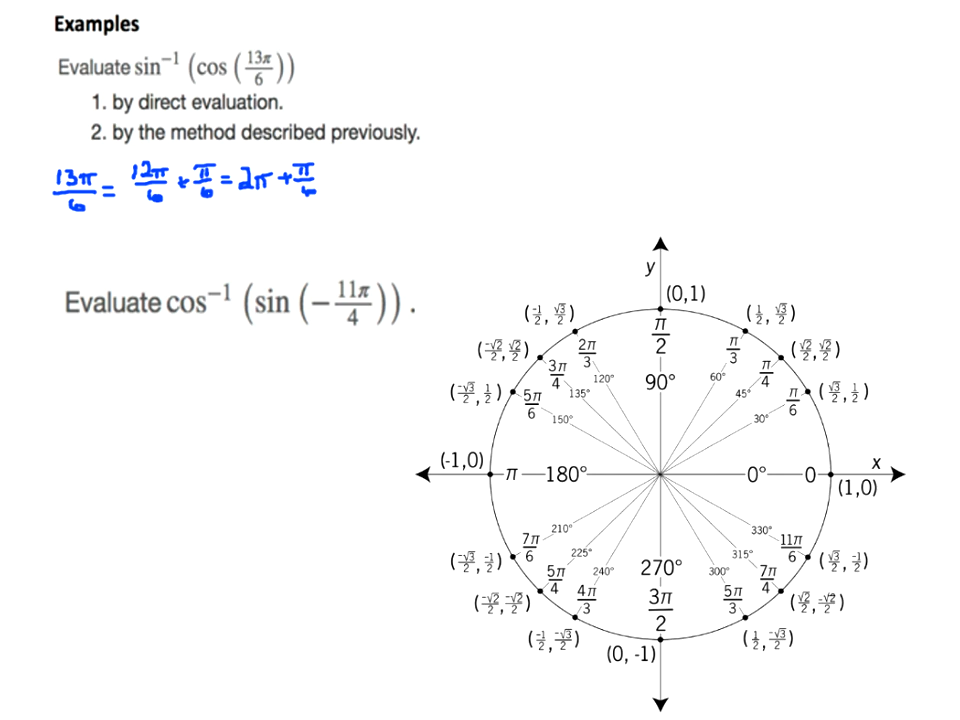 Examples
Evaluate sin⁻¹ (cos (13π/6))
1. by direct evaluation.
2. by the method described previously.
13π/6 = 12π/6 + π/6 = 2π + π/6
Evaluate cos⁻¹ (sin (−11π/4)) .
y
(0,1)
(-1/2, √3/2)
(1/2, √3/2)
π/2
2π/3
π/3
(-√2/2, √2/2)
(√2/2, √2/2)
3π/4
π/4
120°
90°
60°
135°
45°
(-√3/2, 1/2)
(√3/2, 1/2)
5π/6
π/6
150°
30°
(-1,0)
x
π
180°
0°
0
(1,0)
210°
330°
7π/6
11π/6
(-√3/2, -1/2)
(√3/2, -1/2)
225°
315°
240°
270°
300°
5π/4
7π/4
(-√2/2, -√2/2)
(√2/2, -√2/2)
4π/3
3π/2
5π/3
(-1/2, -√3/2)
(1/2, -√3/2)
(0, -1)